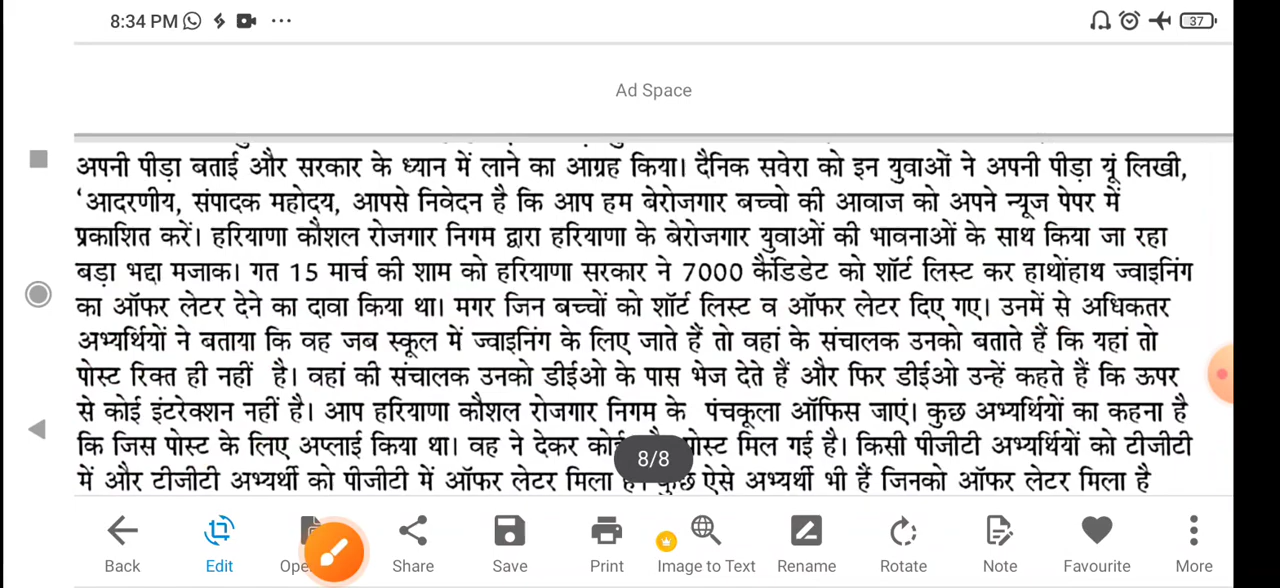 8:34 PM
37
Ad Space
अपनी पीड़ा बताई और सरकार के ध्यान में लाने का आग्रह किया। दैनिक सवेरा को इन युवाओं ने अपनी पीड़ा यूं लिखी,
‘आदरणीय, संपादक महोदय, आपसे निवेदन है कि आप हम बेरोजगार बच्चो की आवाज को अपने न्यूज पेपर में
प्रकाशित करें। हरियाणा कौशल रोजगार निगम द्वारा हरियाणा के बेरोजगार युवाओं की भावनाओं के साथ किया जा रहा
बड़ा भद्दा मजाक। गत 15 मार्च की शाम को हरियाणा सरकार ने 7000 कैंडिडेट को शॉर्ट लिस्ट कर हाथोंहाथ ज्वाइनिंग
का ऑफर लेटर देने का दावा किया था। मगर जिन बच्चों को शॉर्ट लिस्ट व ऑफर लेटर दिए गए। उनमें से अधिकतर
अभ्यर्थियों ने बताया कि वह जब स्कूल में ज्वाइनिंग के लिए जाते हैं तो वहां के संचालक उनको बताते हैं कि यहां तो
पोस्ट रिक्त ही नहीं है। वहां की संचालक उनको डीईओ के पास भेज देते हैं और फिर डीईओ उन्हें कहते हैं कि ऊपर
से कोई इंटरेक्शन नहीं है। आप हरियाणा कौशल रोजगार निगम के पंचकूला ऑफिस जाएं। कुछ अभ्यर्थियों का कहना है
कि जिस पोस्ट के लिए अप्लाई किया था। वह ने देकर पोस्ट मिल गई है। किसी पीजीटी अभ्यर्थियों को टीजीटी
8/8
में और टीजीटी अभ्यर्थी को पीजीटी में ऑफर लेटर मिला ऐसे अभ्यर्थी भी हैं जिनको ऑफर लेटर मिला है
Back Edit Share Save Print Image to Text Rename Rotate Note Favourite More